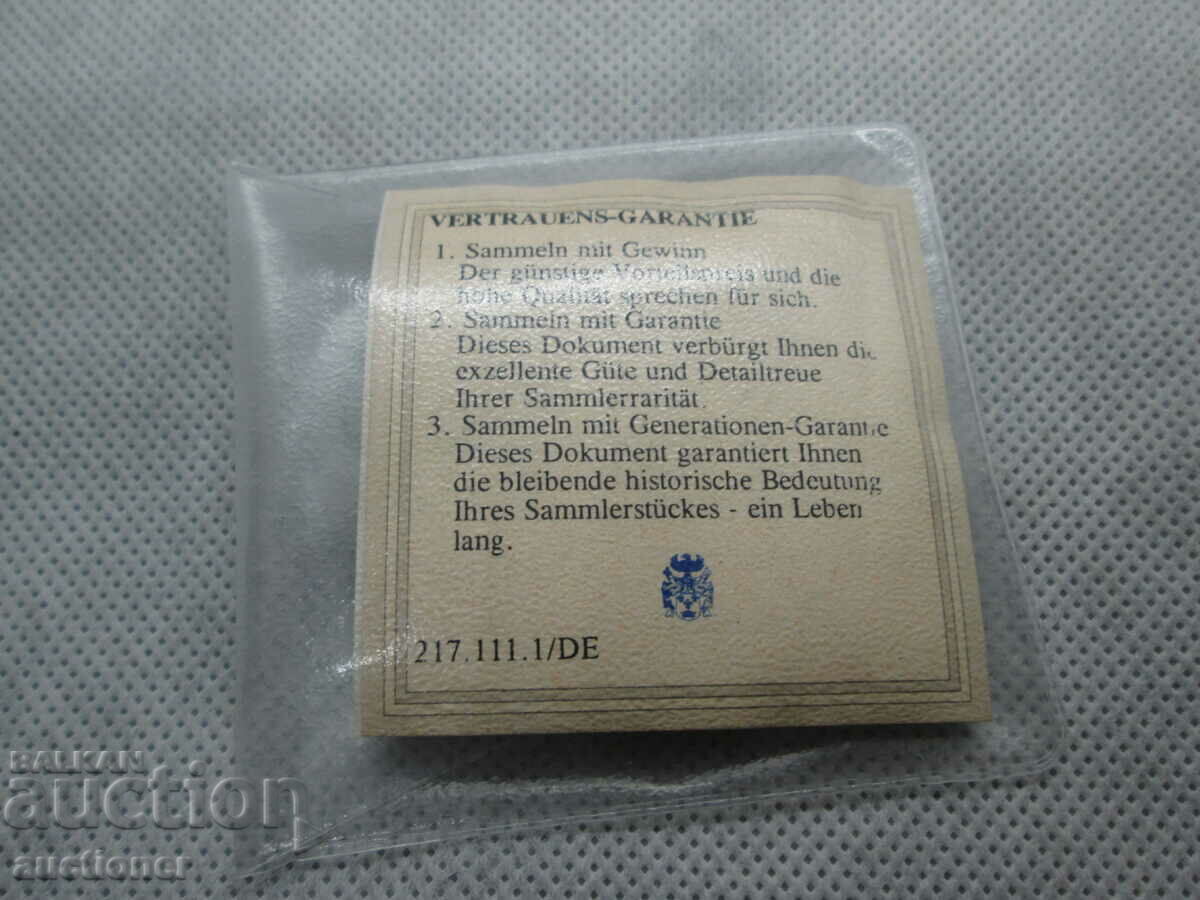 VERTRAUENS-GARANTIE
1. Sammeln mit Gewinn
Der günstige Vorteilspreis und die
hohe Qualität sprechen für sich.
2. Sammeln mit Garantie
Dieses Dokument verbürgt Ihnen die
exzellente Güte und Detailtreue
Ihrer Sammlerrarität.
3. Sammeln mit Generationen-Garantie
Dieses Dokument garantiert Ihnen
die bleibende historische Bedeutung
Ihres Sammlerstückes - ein Leben
lang.
217.111.1/DE
BALKAN
auction
auctioner